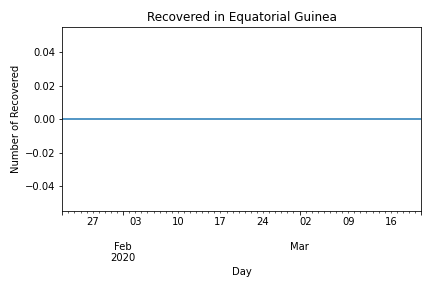 Recovered in Equatorial Guinea
Number of Recovered
0.04
0.02
0.00
−0.02
−0.04
27 03 10 17 24 02 09 16
Feb Mar
2020
Day